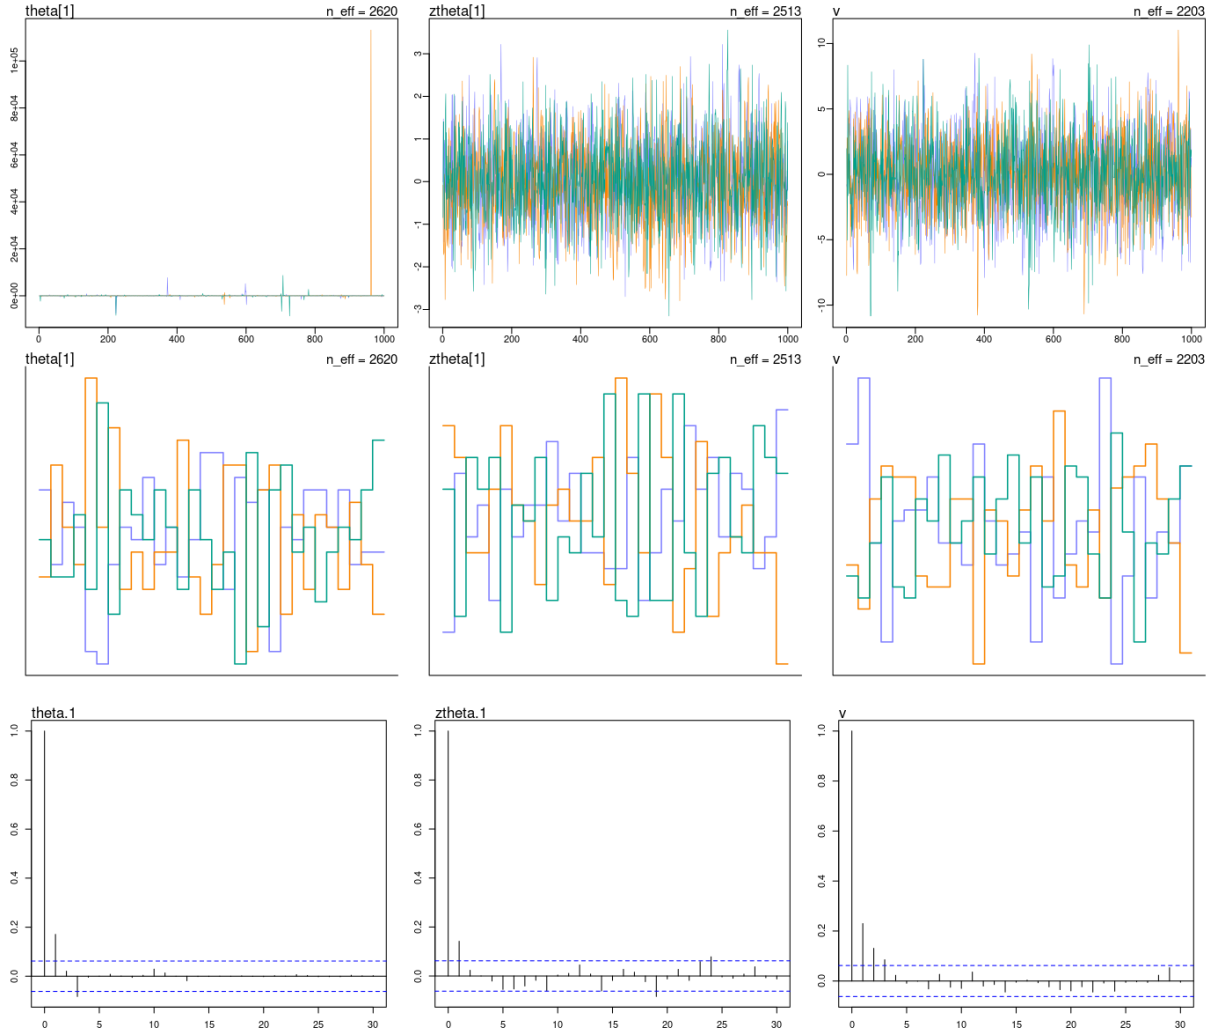 theta[1] n_eff = 2620
ztheta[1] n_eff = 2513
v n_eff = 2203
1e+05
8e+04
6e+04
4e+04
2e+04
0e+00
0 200 400 600 800 1000
3
2
1
0
-1
-2
-3
0 200 400 600 800 1000
10
5
0
-5
-10
0 200 400 600 800 1000
theta[1] n_eff = 2620
ztheta[1] n_eff = 2513
v n_eff = 2203
theta.1
1.0
0.8
0.6
0.4
0.2
0.0
0 5 10 15 20 25 30
ztheta.1
1.0
0.8
0.6
0.4
0.2
0.0
0 5 10 15 20 25 30
v
1.0
0.8
0.6
0.4
0.2
0.0
0 5 10 15 20 25 30